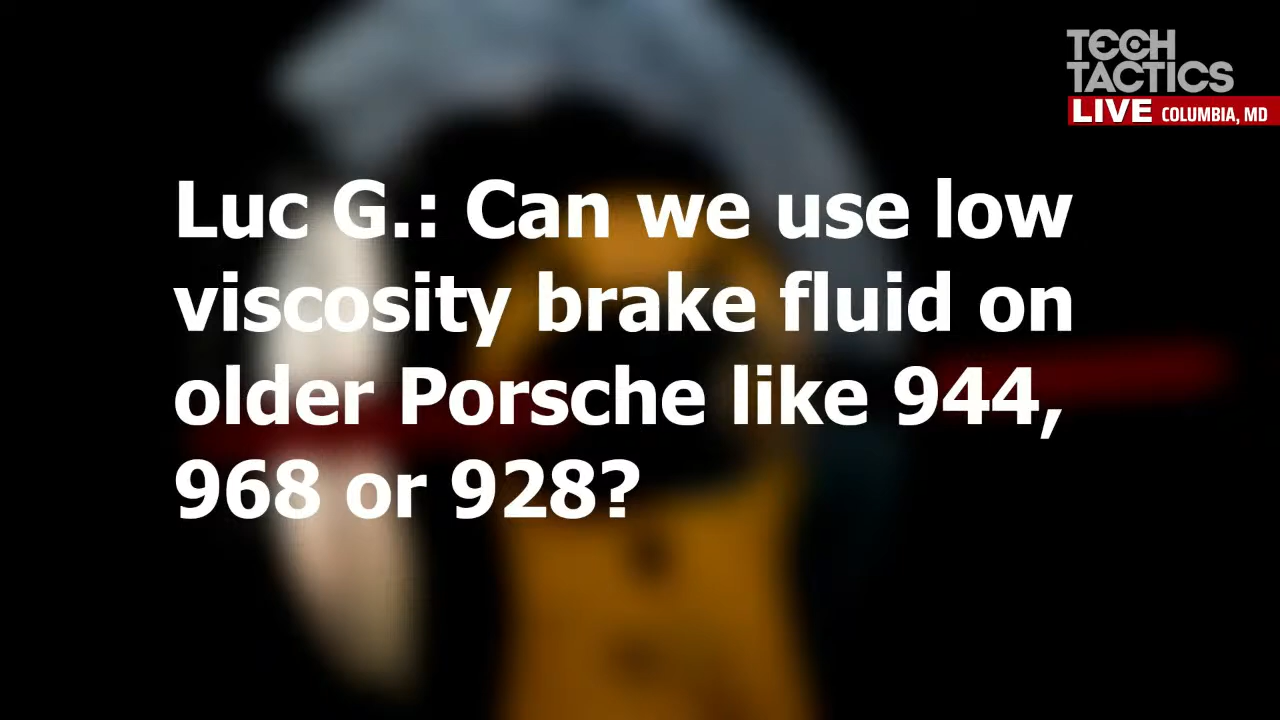 TECH
TACTICS
LIVE COLUMBIA, MD
Luc G.: Can we use low
viscosity brake fluid on
older Porsche like 944,
968 or 928?